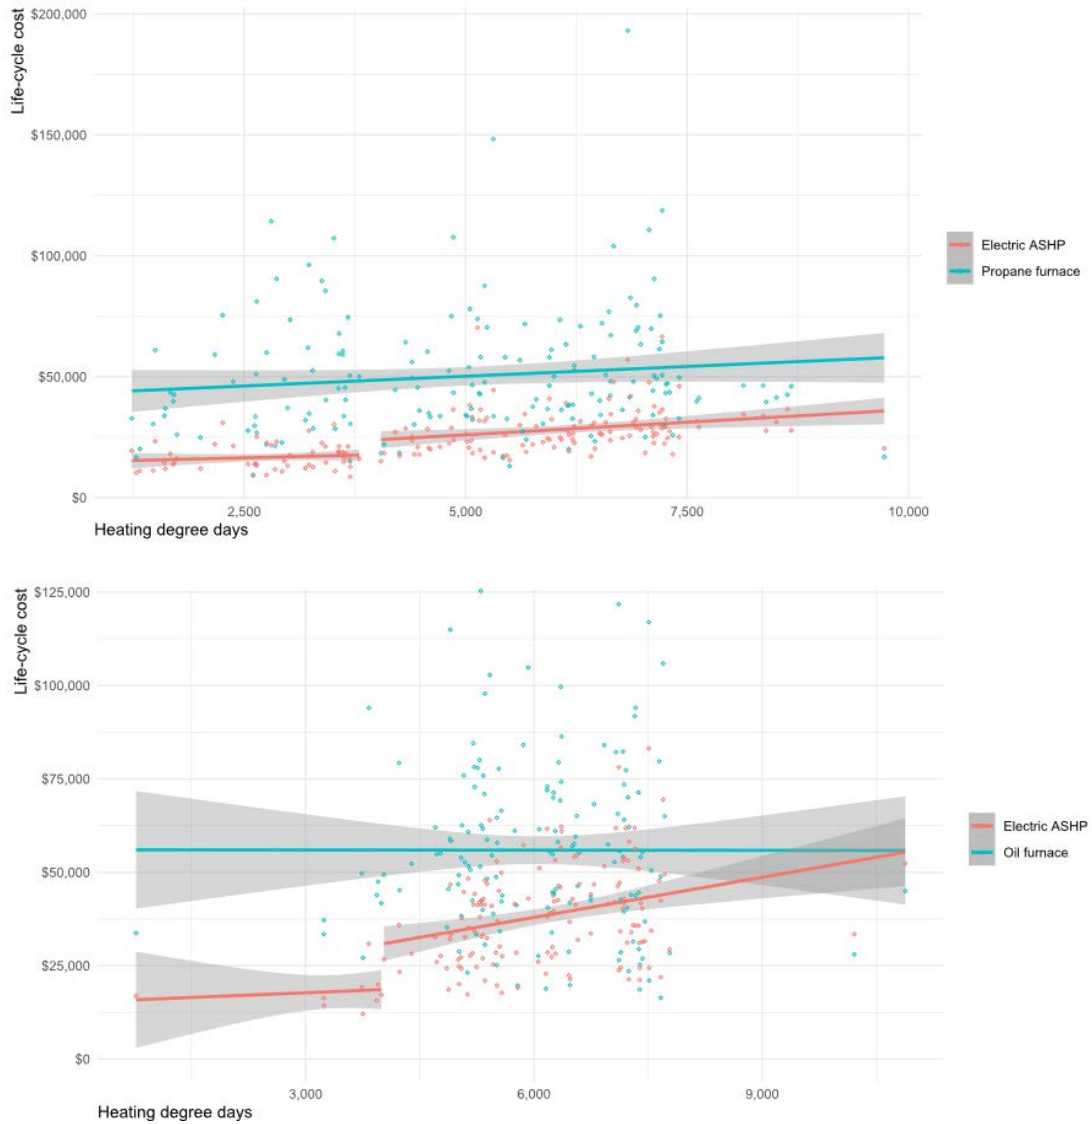 $200,000
Life-cycle cost
$150,000
$100,000
$50,000
$0
2,500 5,000 7,500 10,000
Heating degree days
Electric ASHP
Propane furnace
$125,000
Life-cycle cost
$100,000
$75,000
$50,000
$25,000
$0
3,000 6,000 9,000
Heating degree days
Electric ASHP
Oil furnace